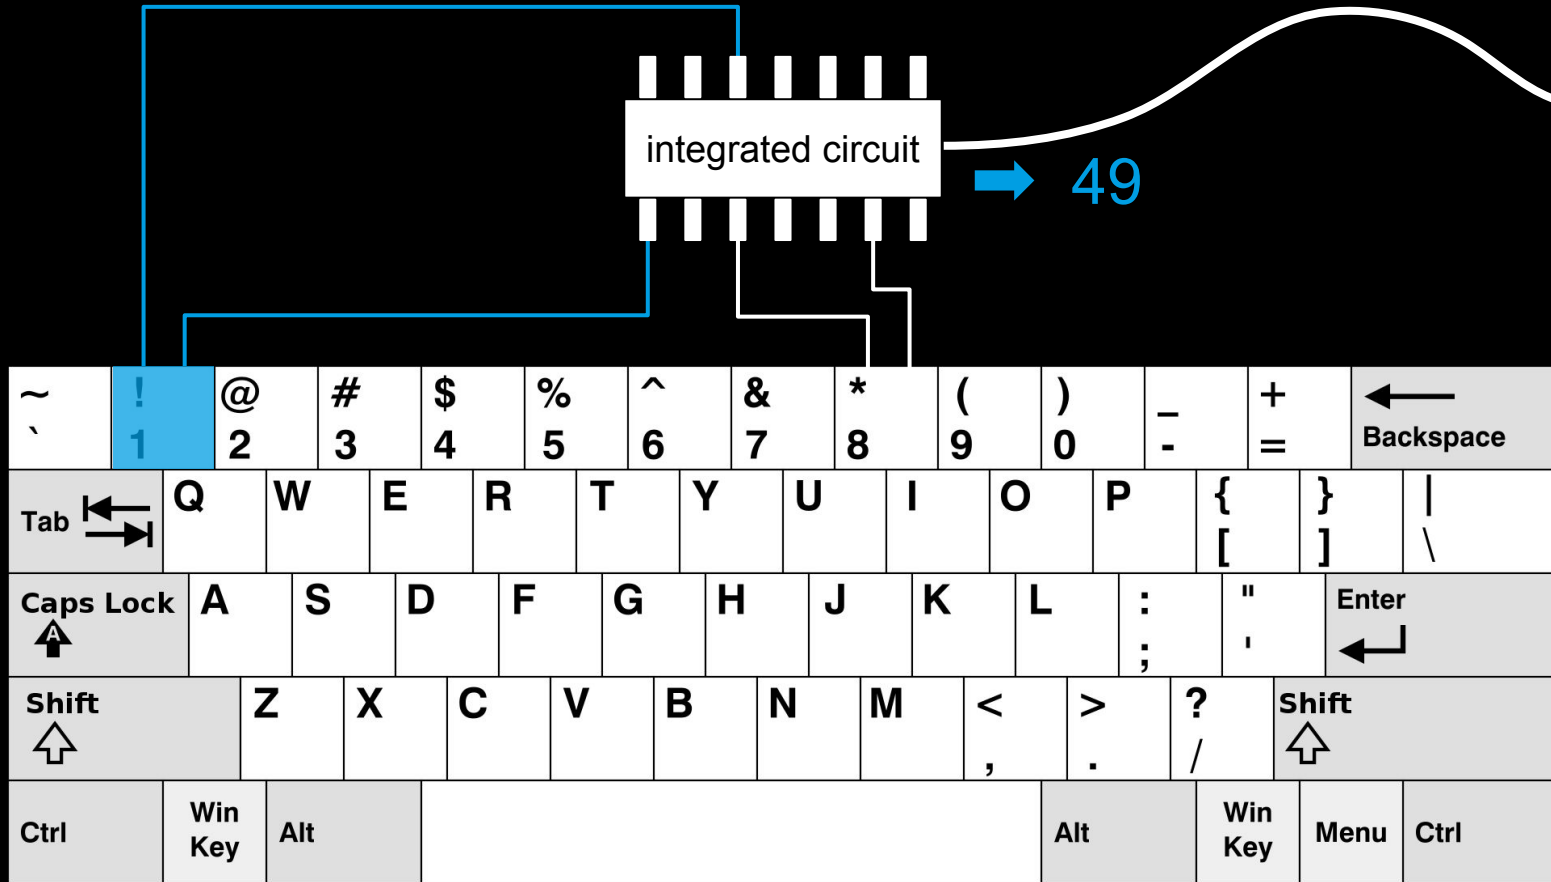 integrated circuit
49
~ ! @ # $ % ^ & * ( ) _ +
` 1 2 3 4 5 6 7 8 9 0 - = Backspace
Tab Q W E R T Y U I O P { } |
[ ] \
Caps Lock A S D F G H J K L : " Enter
A ; '
Shift Z X C V B N M < > ? Shift
, . /
Ctrl Win Key Alt Alt Win Key Menu Ctrl